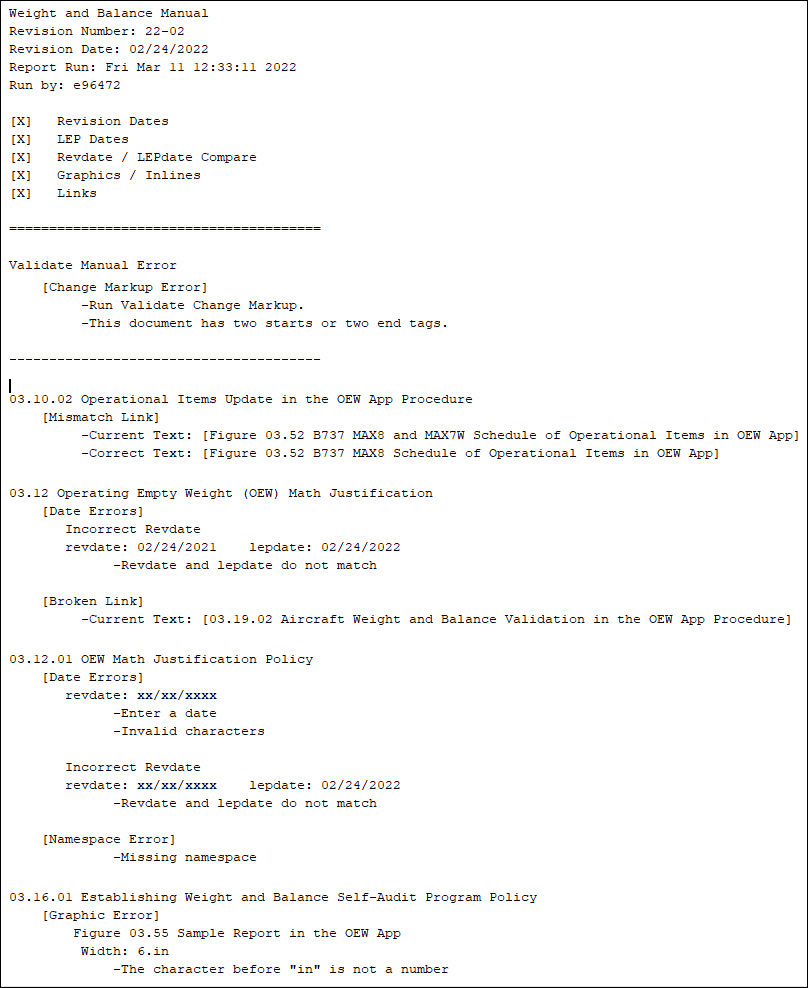 Weight and Balance Manual
Revision Number: 22-02
Revision Date: 02/24/2022
Report Run: Fri Mar 11 12:33:11 2022
Run by: e96472
[X] Revision Dates
[X] LEP Dates
[X] Revdate / LEPdate Compare
[X] Graphics / Inlines
[X] Links
=======================================
Validate Manual Error
[Change Markup Error]
-Run Validate Change Markup.
-This document has two starts or two end tags.
---------------------------------------
03.10.02 Operational Items Update in the OEW App Procedure
[Mismatch Link]
-Current Text: [Figure 03.52 B737 MAX8 and MAX7W Schedule of Operational Items in OEW App]
-Correct Text: [Figure 03.52 B737 MAX8 Schedule of Operational Items in OEW App]
03.12 Operating Empty Weight (OEW) Math Justification
[Date Errors]
Incorrect Revdate
revdate: 02/24/2021 lepdate: 02/24/2022
-Revdate and lepdate do not match
[Broken Link]
-Current Text: [03.19.02 Aircraft Weight and Balance Validation in the OEW App Procedure]
03.12.01 OEW Math Justification Policy
[Date Errors]
revdate: xx/xx/xxxx
-Enter a date
-Invalid characters
Incorrect Revdate
revdate: xx/xx/xxxx lepdate: 02/24/2022
-Revdate and lepdate do not match
[Namespace Error]
-Missing namespace
03.16.01 Establishing Weight and Balance Self-Audit Program Policy
[Graphic Error]
Figure 03.55 Sample Report in the OEW App
Width: 6.in
-The character before "in" is not a number